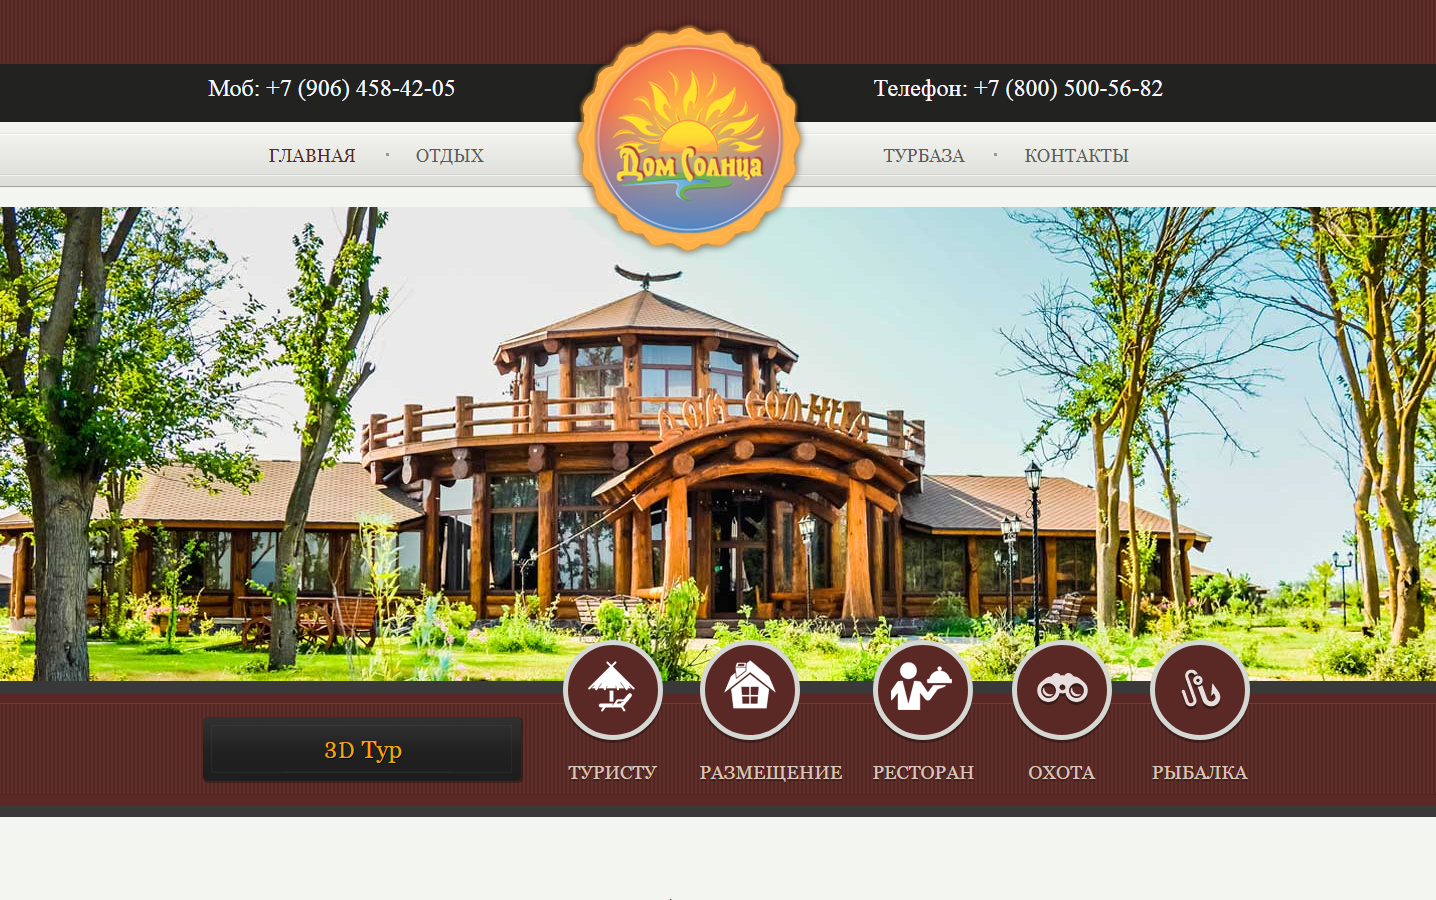 Моб: +7 (906) 458-42-05
Телефон: +7 (800) 500-56-82
ГЛАВНАЯ
ОТДЫХ
Дом Солнца
ТУРБАЗА
КОНТАКТЫ
ДОМ СОЛНЦА
3D Тур
ТУРИСТУ
РАЗМЕЩЕНИЕ
РЕСТОРАН
ОХОТА
РЫБАЛКА